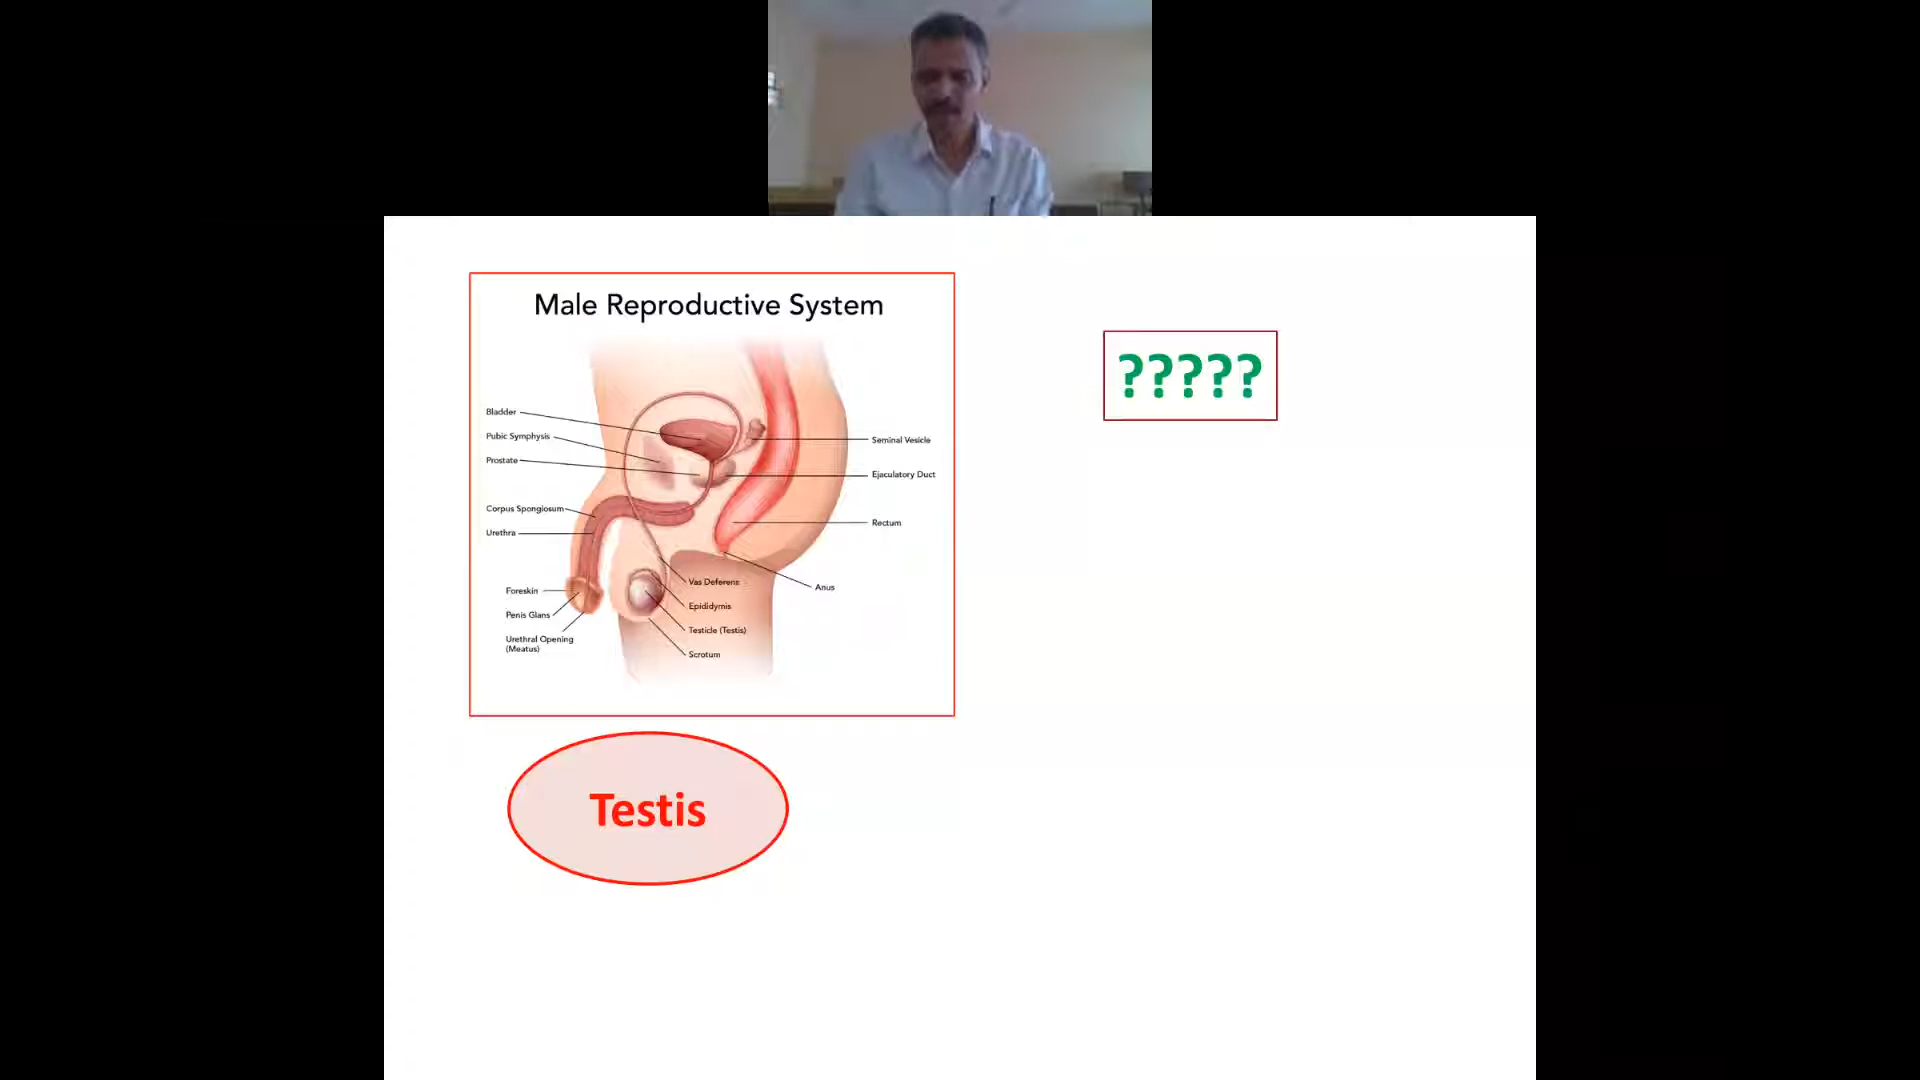 Male Reproductive System
?????
Bladder
Pubic Symphysis
Prostate
Corpus Spongiosum
Urethra
Foreskin
Penis Glans
Urethral Opening
(Meatus)
Seminal Vesicle
Ejaculatory Duct
Rectum
Anus
Vas Deferens
Epididymis
Testicle (Testis)
Scrotum
Testis